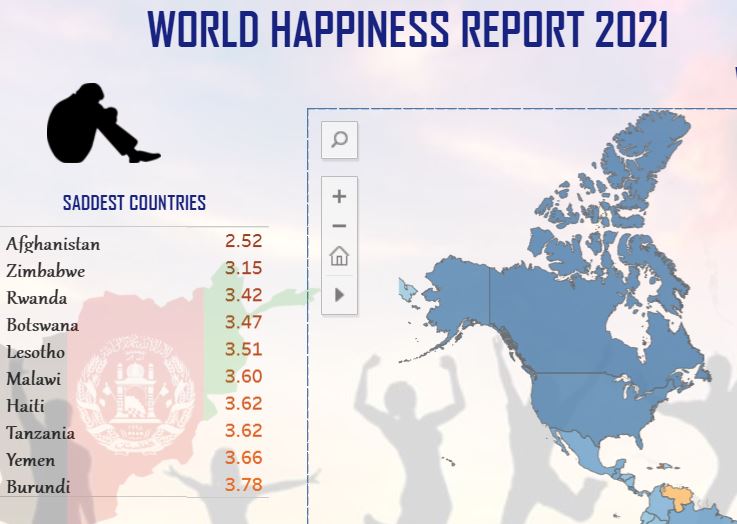 WORLD HAPPINESS REPORT 2021
SADDEST COUNTRIES
Afghanistan 2.52
Zimbabwe 3.15
Rwanda 3.42
Botswana 3.47
Lesotho 3.51
Malawi 3.60
Haiti 3.62
Tanzania 3.62
Yemen 3.66
Burundi 3.78